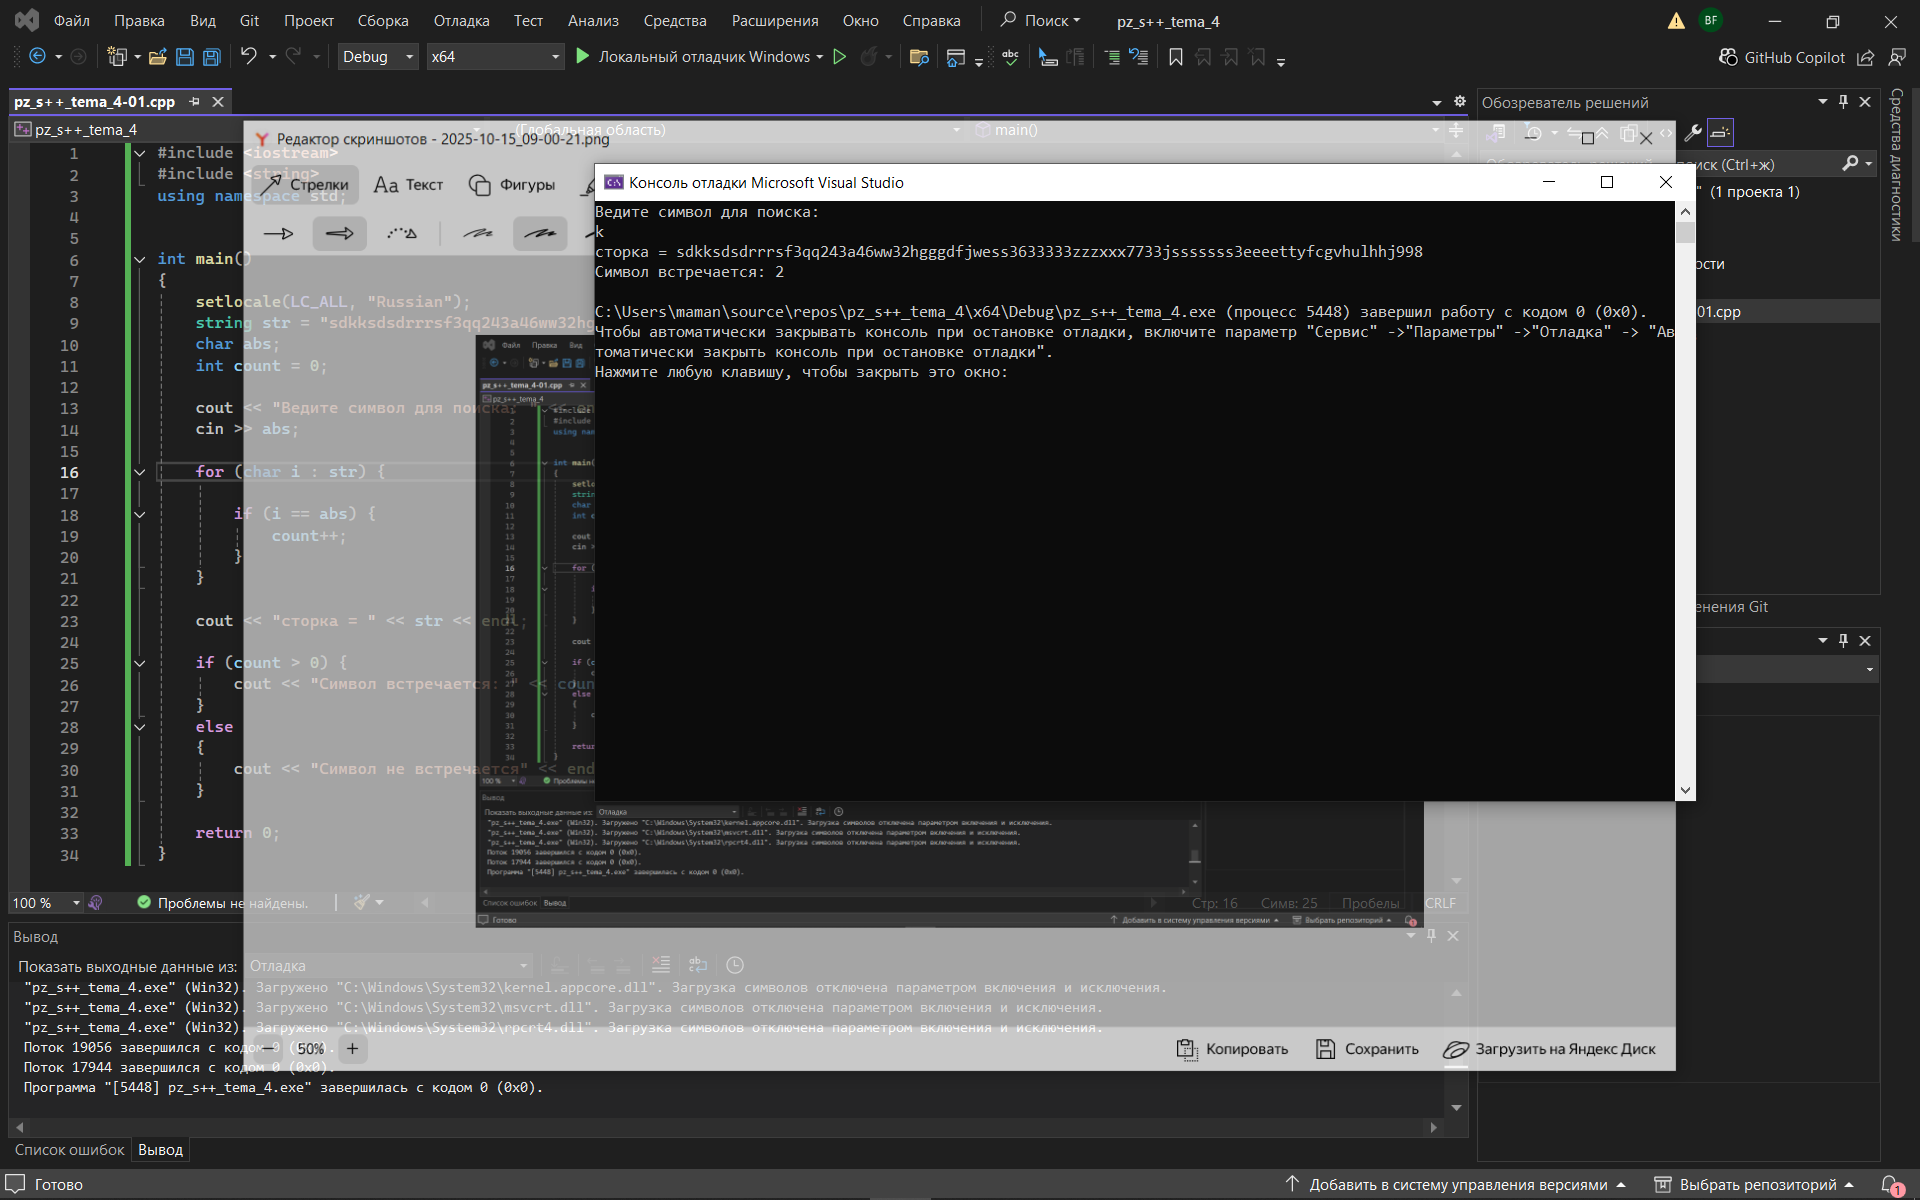 Файл Правка Вид Git Проект Сборка Отладка Тест Анализ Средства Расширения Окно Справка Поиск pz_s++_tema_4 BF
Debug x64 Локальный отладчик Windows GitHub Copilot
pz_s++_tema_4-01.cpp
Обозреватель решений
Средства диагностики
pz_s++_tema_4 (Глобальная область) main()
Редактор скриншотов - 2025-10-15_09-00-21.png
Стрелки Аа Текст Фигуры
поиск (Ctrl+ж)
" (1 проекта 1)
ости
01.cpp
енения Git
Консоль отладки Microsoft Visual Studio
Ведите символ для поиска:
k
сторка = sdkksdsdrrrsf3qq243a46ww32hgggdfjwess3633333zzzxxx7733jsssssss3eeeettyfcgvhulhhj998
Символ встречается: 2
C:\Users\maman\source\repos\pz_s++_tema_4\x64\Debug\pz_s++_tema_4.exe (процесс 5448) завершил работу с кодом 0 (0x0).
Чтобы автоматически закрывать консоль при остановке отладки, включите параметр "Сервис" ->"Параметры" ->"Отладка" -> "Ав
томатически закрыть консоль при остановке отладки".
Нажмите любую клавишу, чтобы закрыть это окно:
1 #include <iostream>
2 #include <string>
3 using namespace std;
4
5
6 int main()
7 {
8 setlocale(LC_ALL, "Russian");
9 string str = "sdkksdsdrrrsf3qq243a46ww32hg
10 char abs;
11 int count = 0;
12
13 cout << "Ведите символ для поиска:
14 cin >> abs;
15
16 for (char i : str) {
17
18 if (i == abs) {
19 count++;
20 }
21 }
22
23 cout << "сторка = " << str << endl;
24
25 if (count > 0) {
26 cout << "Символ встречается: " << coun
27 }
28 else
29 {
30 cout << "Символ не встречается" << end
31 }
32
33 return 0;
34 }
100 % Проблемы не найдены. Стр: 16 Симв: 25 Пробелы CRLF
Вывод
Показать выходные данные из: Отладка
"pz_s++_tema_4.exe" (Win32). Загружено "C:\Windows\System32\kernel.appcore.dll". Загрузка символов отключена параметром включения и исключения.
"pz_s++_tema_4.exe" (Win32). Загружено "C:\Windows\System32\msvcrt.dll". Загрузка символов отключена параметром включения и исключения.
"pz_s++_tema_4.exe" (Win32). Загружено "C:\Windows\System32\rpcrt4.dll". Загрузка символов отключена параметром включения и исключения.
Поток 19056 завершился с кодом 0 (0x0).
Поток 17944 завершился с кодом 0 (0x0).
Программа "[5448] pz_s++_tema_4.exe" завершилась с кодом 0 (0x0).
50% Копировать Сохранить Загрузить на Яндекс Диск
Список ошибок Вывод
Готово Добавить в систему управления версиями Выбрать репозиторий 1